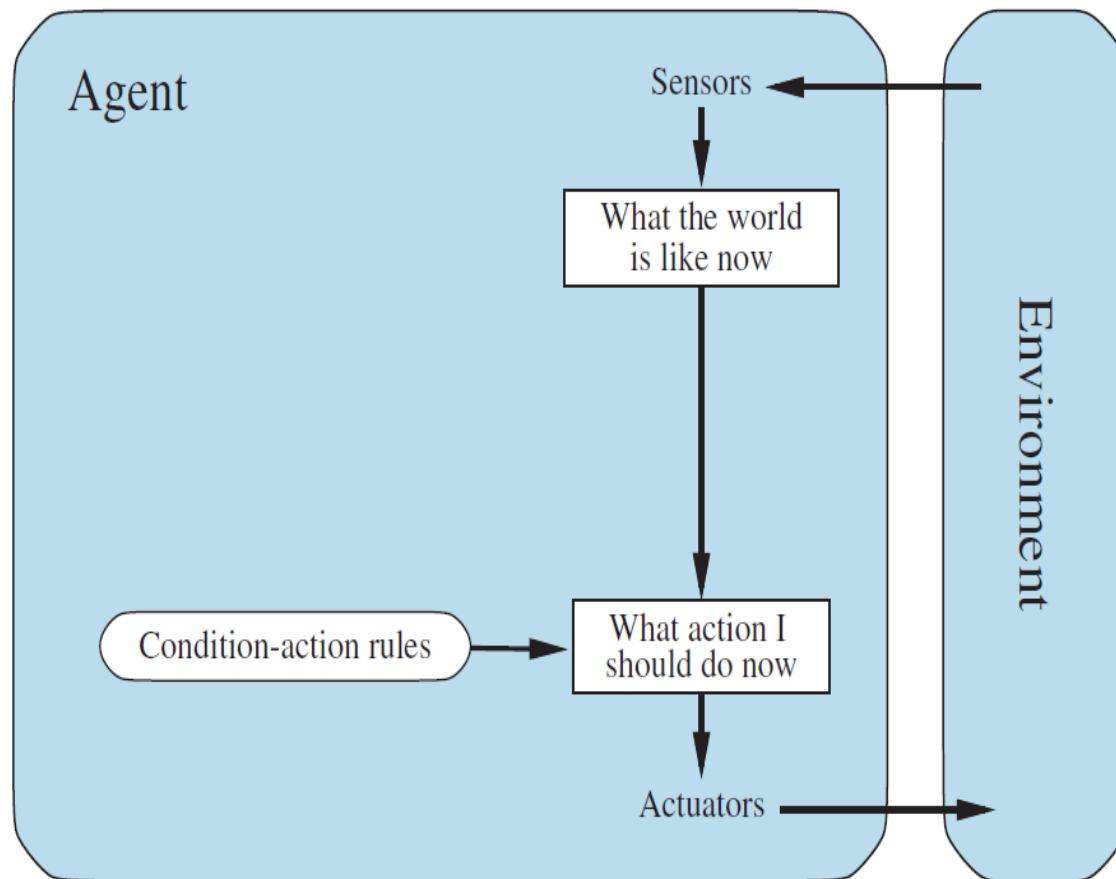 Agent
Sensors
What the world
is like now
Environment
Condition-action rules
What action I
should do now
Actuators